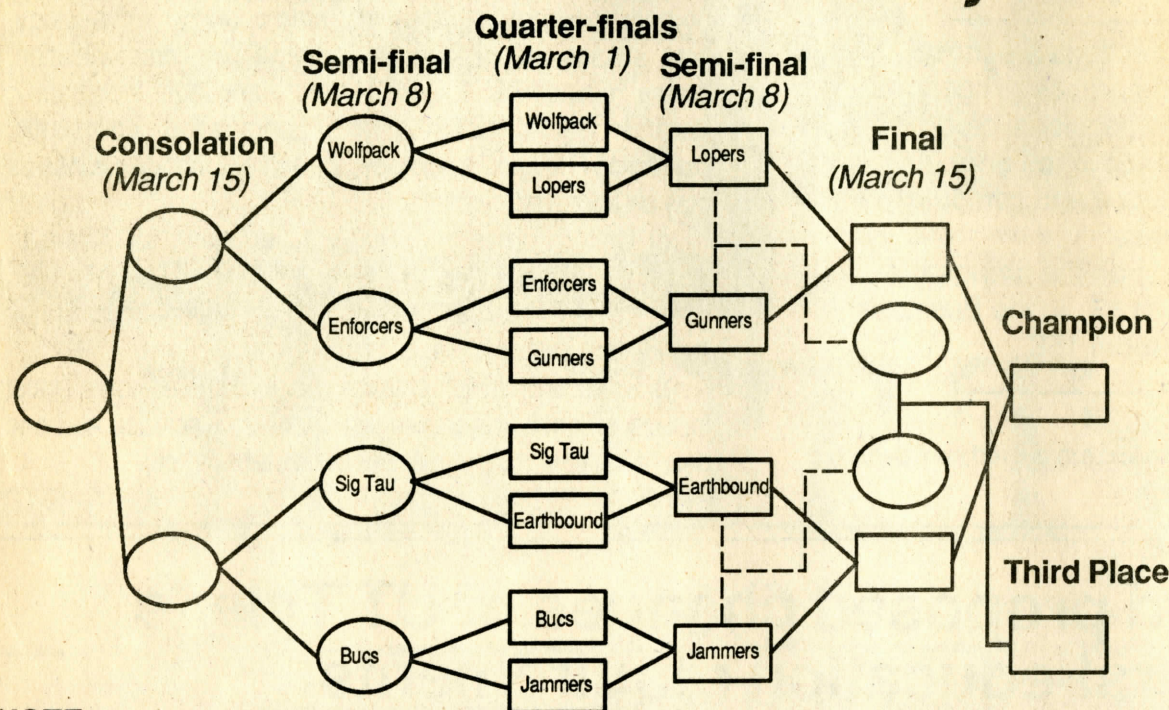 Quarter-finals
(March 1)
Semi-final
(March 8)
Semi-final
(March 8)
Consolation
(March 15)
Final
(March 15)
Wolfpack
Wolfpack
Lopers
Lopers
Enforcers
Enforcers
Gunners
Gunners
Champion
Sig Tau
Sig Tau
Earthbound
Earthbound
Third Place
Bucs
Bucs
Jammers
Jammers